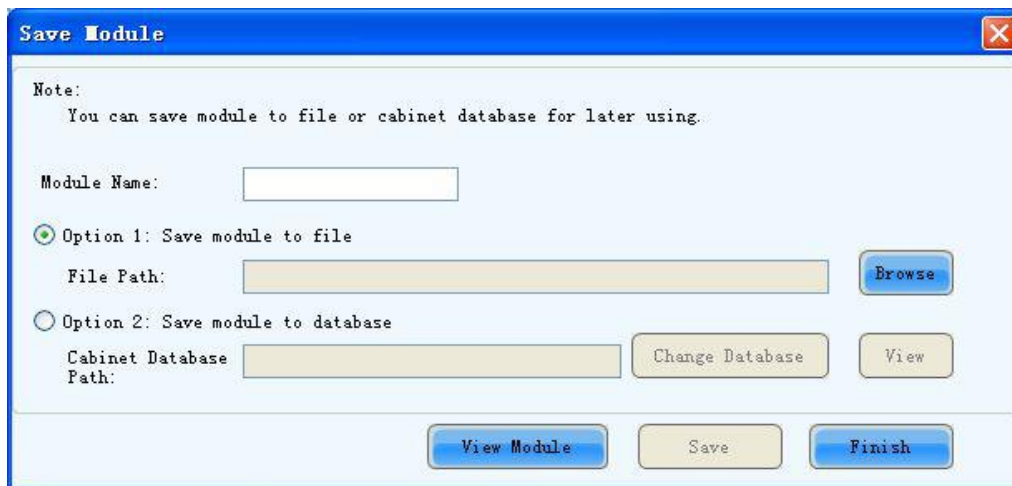 Save Module
Note:
You can save module to file or cabinet database for later using.
Module Name:
Option 1: Save module to file
File Path:
Browse
Option 2: Save module to database
Cabinet Database
Path:
Change Database
View
View Module
Save
Finish